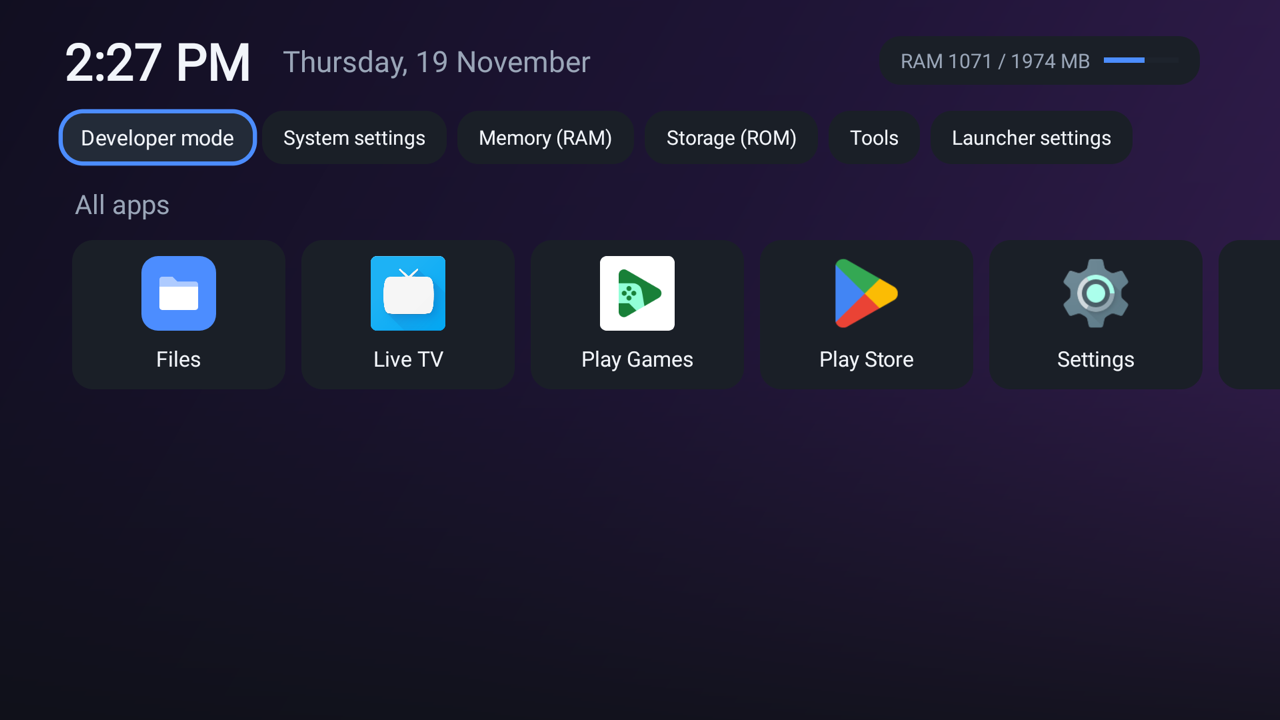 2:27 PM Thursday, 19 November RAM 1071 / 1974 MB
Developer mode System settings Memory (RAM) Storage (ROM) Tools Launcher settings
All apps
Files Live TV Play Games Play Store Settings